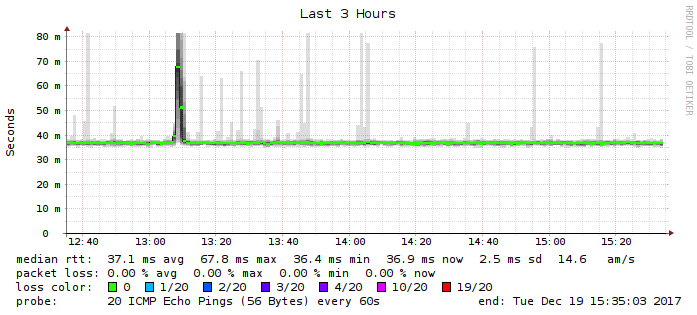 Last 3 Hours
RRDTOOL / TOBI OETIKER
Seconds
80 m
70 m
60 m
50 m
40 m
30 m
20 m
10 m
0
12:40 13:00 13:20 13:40 14:00 14:20 14:40 15:00 15:20
median rtt: 37.1 ms avg 67.8 ms max 36.4 ms min 36.9 ms now 2.5 ms sd 14.6 am/s
packet loss: 0.00 % avg 0.00 % max 0.00 % min 0.00 % now
loss color: 0 1/20 2/20 3/20 4/20 10/20 19/20
probe: 20 ICMP Echo Pings (56 Bytes) every 60s end: Tue Dec 19 15:35:03 2017